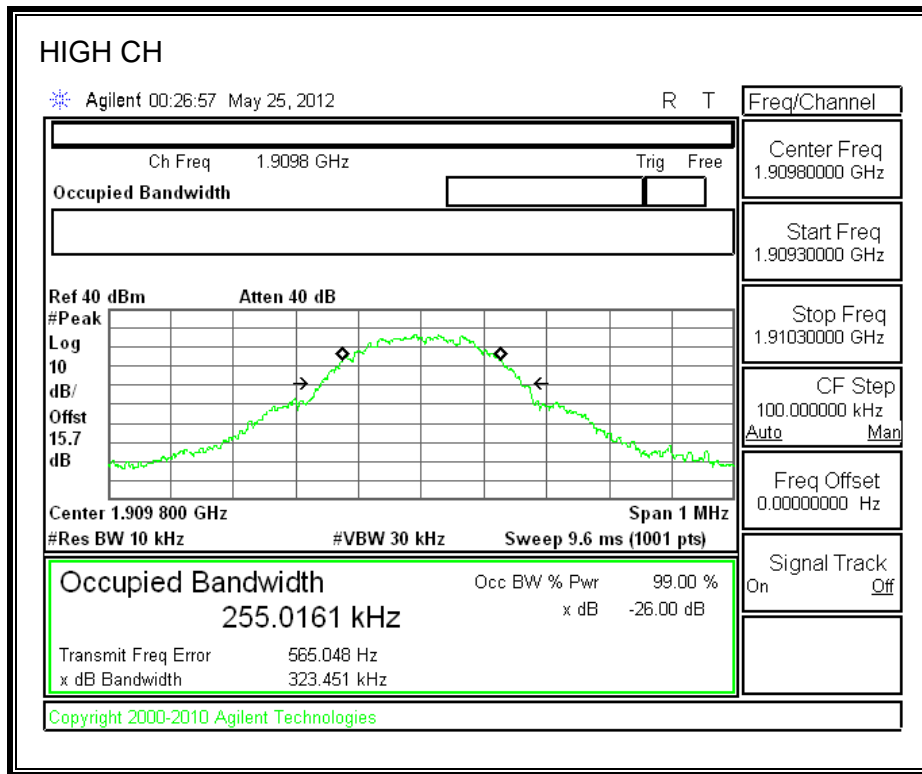 HIGH CH
Agilent 00:26:57 May 25, 2012 R T
Ch Freq 1.9098 GHz Trig Free
Occupied Bandwidth
Ref 40 dBm Atten 40 dB
#Peak
Log
10
dB/
Offst
15.7
dB
Center 1.909 800 GHz Span 1 MHz
#Res BW 10 kHz #VBW 30 kHz Sweep 9.6 ms (1001 pts)
Occupied Bandwidth Occ BW % Pwr 99.00 %
255.0161 kHz x dB -26.00 dB
Transmit Freq Error 565.048 Hz
x dB Bandwidth 323.451 kHz
Copyright 2000-2010 Agilent Technologies
Freq/Channel
Center Freq
1.90980000 GHz
Start Freq
1.90930000 GHz
Stop Freq
1.91030000 GHz
CF Step
100.000000 kHz
Auto Man
Freq Offset
0.00000000 Hz
Signal Track
On Off